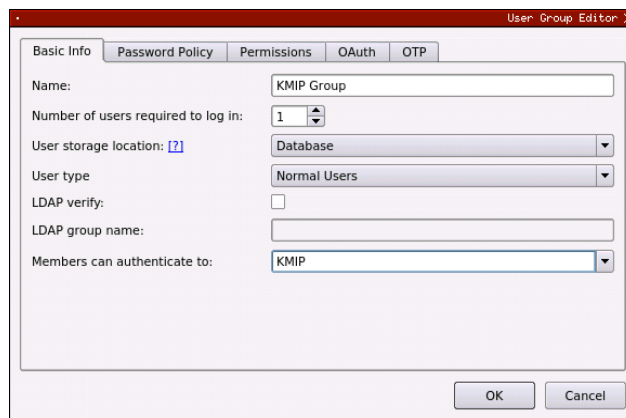 User Group Editor
Basic Info Password Policy Permissions OAuth OTP
Name: KMIP Group
Number of users required to log in: 1
User storage location: [?] Database
User type Normal Users
LDAP verify:
LDAP group name:
Members can authenticate to: KMIP
OK Cancel